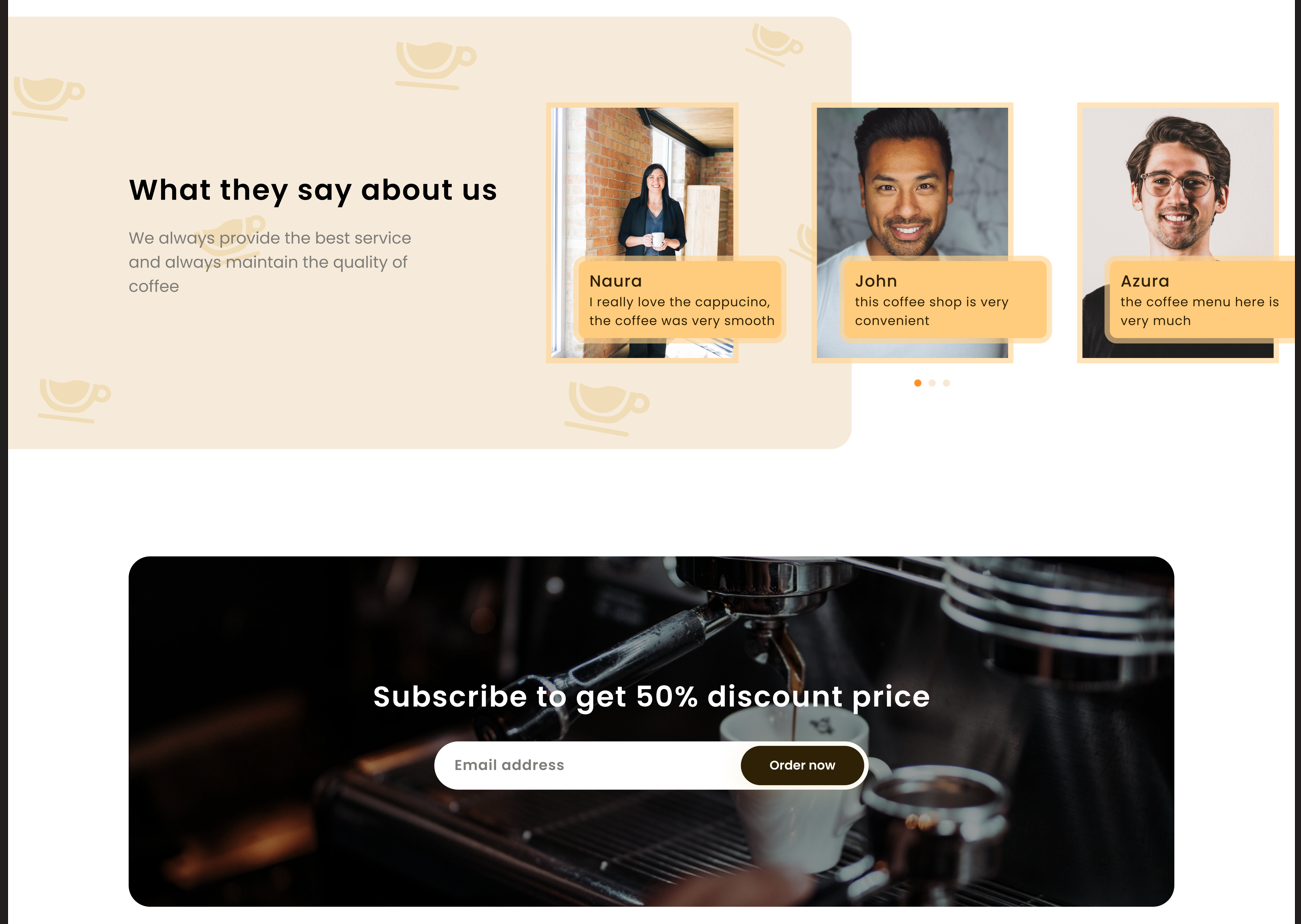 What they say about us
We always provide the best service
and always maintain the quality of
coffee
Naura
I really love the cappucino,
the coffee was very smooth
John
this coffee shop is very
convenient
Azura
the coffee menu here is
very much
Subscribe to get 50% discount price
Email address
Order now